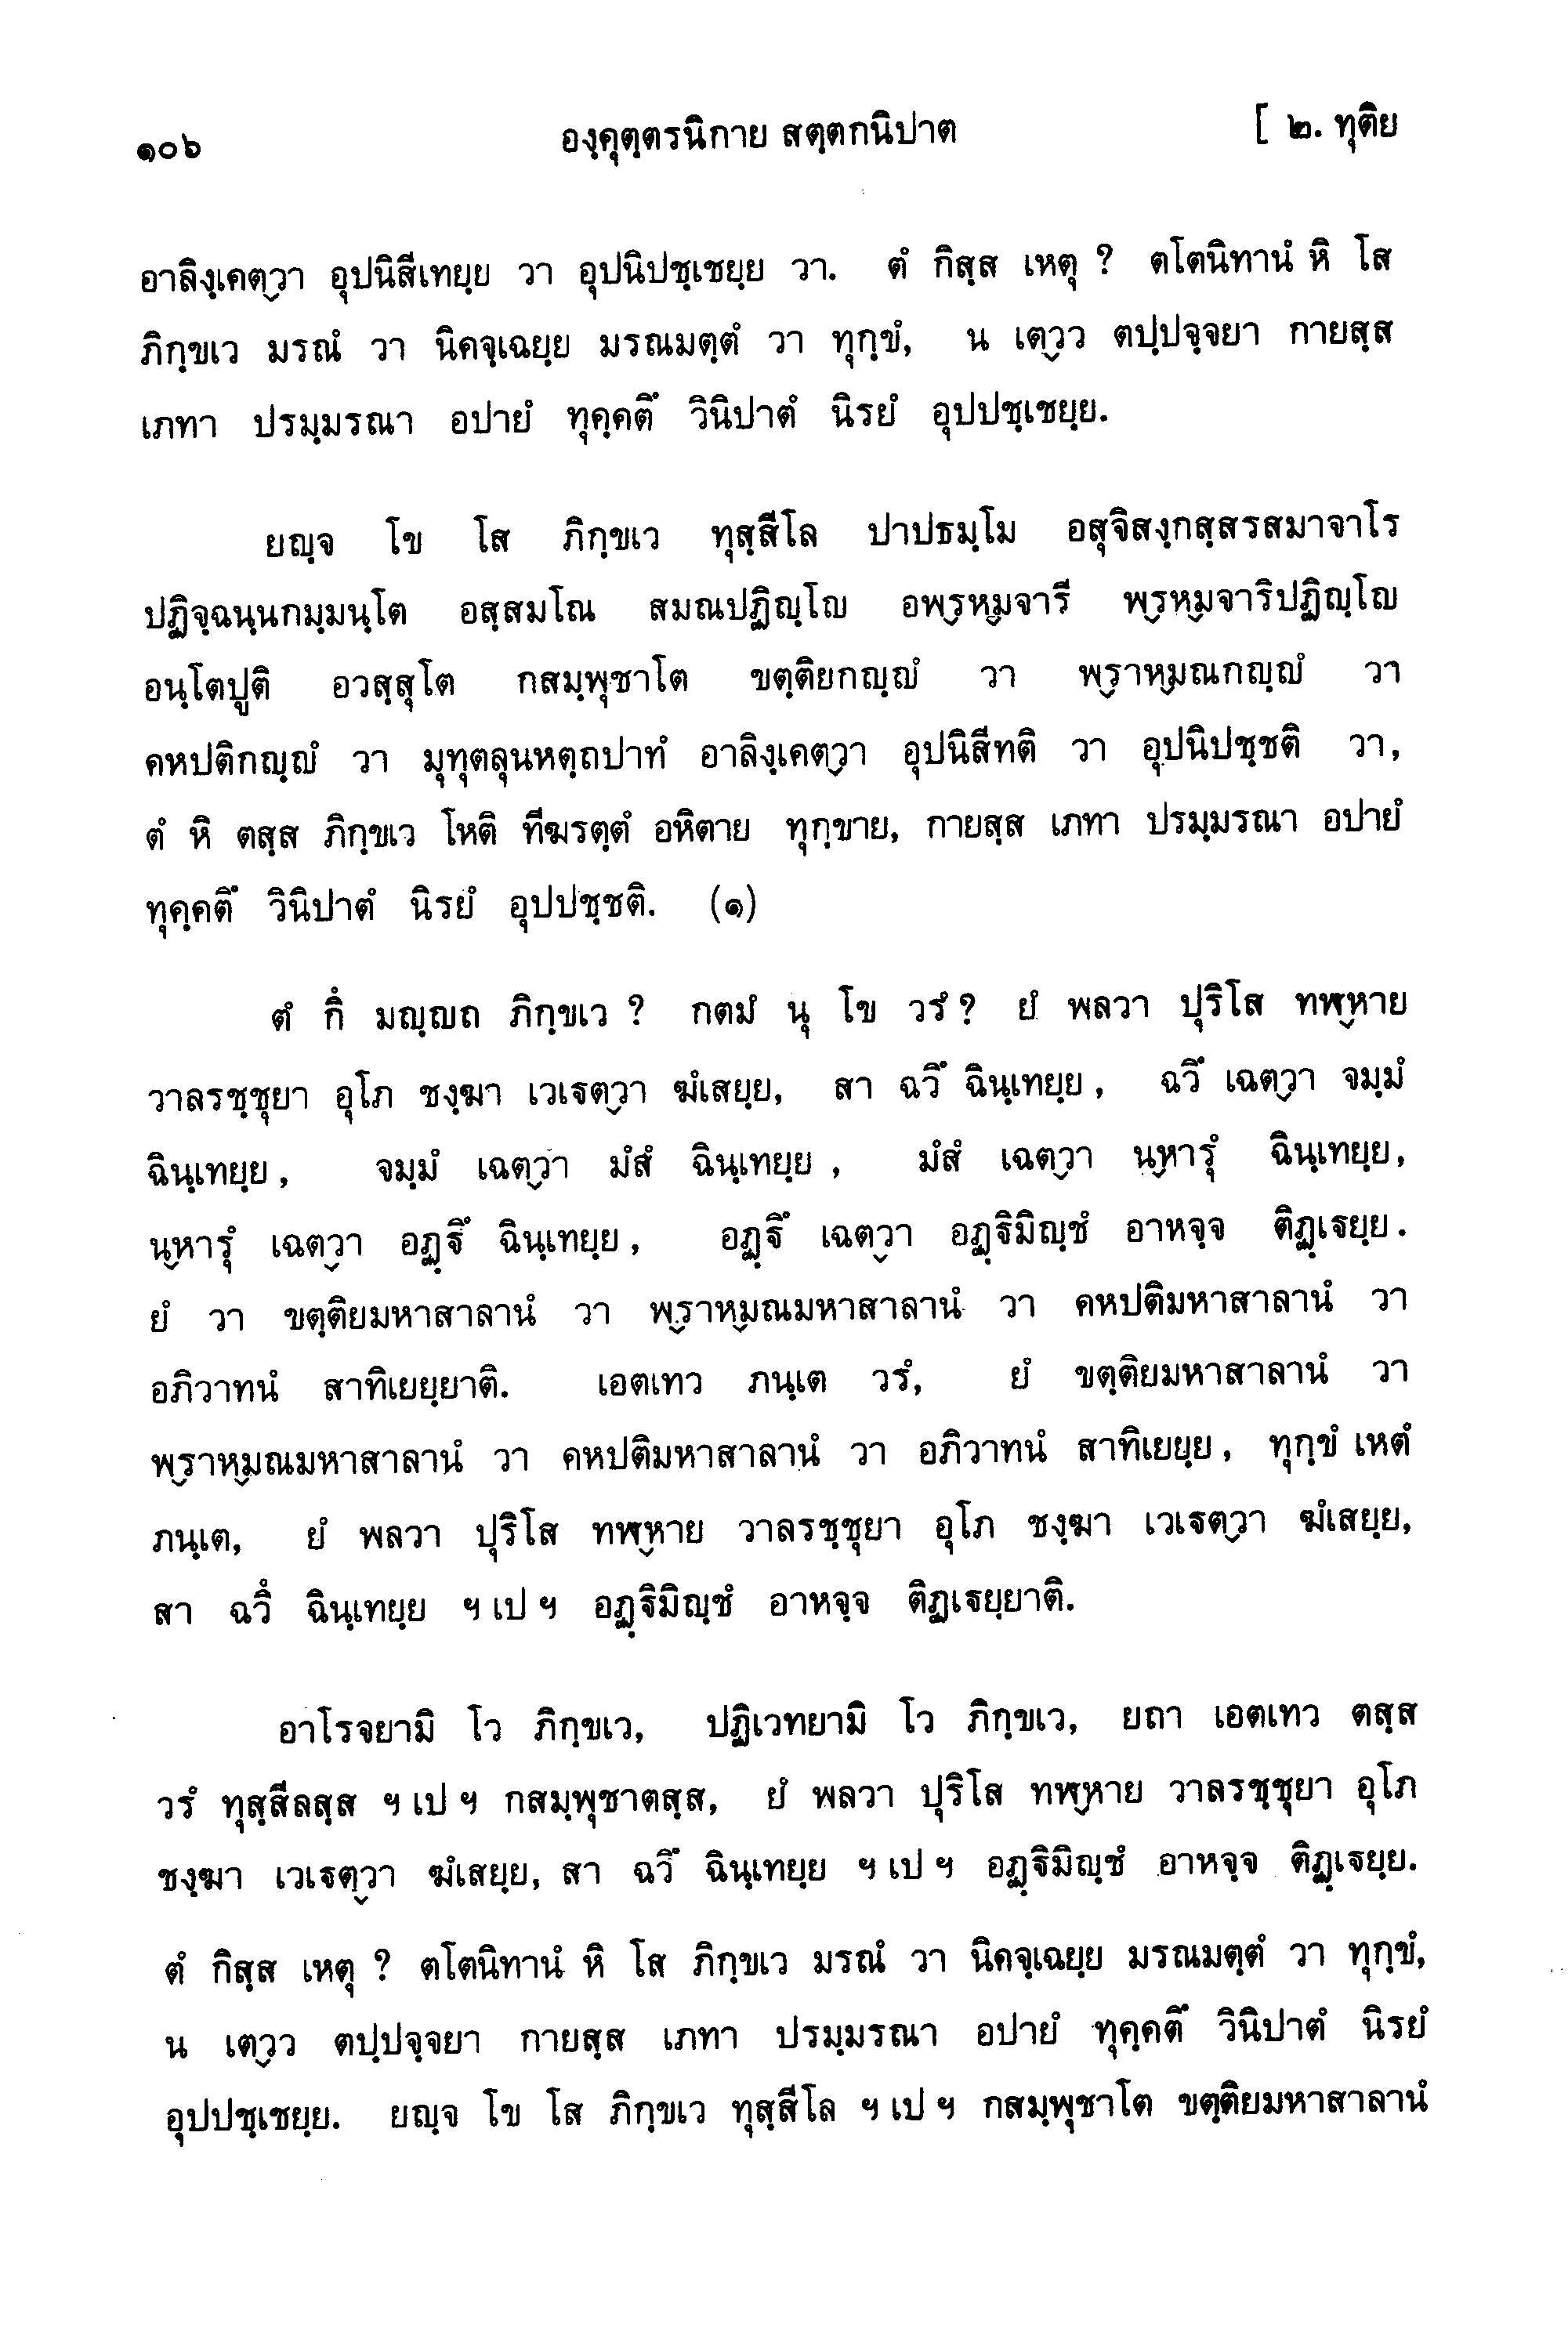 ๑๐๖ องฺคุตฺตรนิกาย สตฺตกนิปาต [ ๒. ทุติย
อาลิงฺเคตฺวา อุปนิสีเทยฺย วา อุปนิปชฺเชยฺย วา. ตํ กิสฺส เหตุ ? ตโตนิทานํ หิ โส
ภิกฺขเว มรณํ วา นิคจฺเฉยฺย มรณมตฺตํ วา ทุกฺขํ, น เตฺวว ตปฺปจฺจยา กายสฺส
เภทา ปรมฺมรณา อปายํ ทุคฺคตึ วินิปาตํ นิรยํ อุปปชฺเชยฺย.
ยญฺจ โข โส ภิกฺขเว ทุสฺสีโล ปาปธมฺโม อสุจิสงฺกสฺสรสมาจาโร
ปฏิจฺฉนฺนกมฺมนฺโต อสฺสมโณ สมณปฏิญฺโญ อพฺรหฺมจารี พฺรหฺมจาริปฏิญฺโญ
อนฺโตปูติ อวสฺสุโต กสมฺพุชาโต ขตฺติยกญฺญํ วา พฺราหฺมณกญฺญํ วา
คหปติกญฺญํ วา มุทุตลุนหตฺถปาทํ อาลิงฺเคตฺวา อุปนิสีทติ วา อุปนิปชฺชติ วา,
ตํ หิ ตสฺส ภิกฺขเว โหติ ทีฆรตฺตํ อหิตาย ทุกฺขาย, กายสฺส เภทา ปรมฺมรณา อปายํ
ทุคฺคตึ วินิปาตํ นิรยํ อุปปชฺชติ. (๑)
ตํ กึ มญฺญถ ภิกฺขเว ? กตมํ นุ โข วรํ ? ยํ พลวา ปุริโส ทฬฺหาย
วาลรชฺชุยา อุโภ ชงฺฆา เวเฐตฺวา ฆํเสยฺย, สา ฉวึ ฉินฺเทยฺย, ฉวึ เฉตฺวา จมฺมํ
ฉินฺเทยฺย, จมฺมํ เฉตฺวา มํสํ ฉินฺเทยฺย, มํสํ เฉตฺวา นฺหารุํ ฉินฺเทยฺย,
นฺหารุํ เฉตฺวา อฏฺฐึ ฉินฺเทยฺย, อฏฺฐึ เฉตฺวา อฏฺฐิมิญฺชํ อาหจฺจ ติฏฺเฐยฺย.
ยํ วา ขตฺติยมหาสาลานํ วา พฺราหฺมณมหาสาลานํ วา คหปติมหาสาลานํ วา
อภิวาทนํ สาทิเยยฺยาติ. เอตเทว ภนฺเต วรํ, ยํ ขตฺติยมหาสาลานํ วา
พฺราหฺมณมหาสาลานํ วา คหปติมหาสาลานํ วา อภิวาทนํ สาทิเยยฺย, ทุกฺขํ เหตํ
ภนฺเต, ยํ พลวา ปุริโส ทฬฺหาย วาลรชฺชุยา อุโภ ชงฺฆา เวเฐตฺวา ฆํเสยฺย,
สา ฉวึ ฉินฺเทยฺย ฯ เป ฯ อฏฺฐิมิญฺชํ อาหจฺจ ติฏเฐยฺยาติ.
อาโรจยามิ โว ภิกฺขเว, ปฏิเวทยามิ โว ภิกฺขเว, ยถา เอตเทว ตสฺส
วรํ ทุสฺสีลสฺส ฯ เป ฯ กสมฺพุชาตสฺส, ยํ พลวา ปุริโส ทฬฺหาย วาลรชฺชุยา อุโภ
ชงฺฆา เวเฐตฺวา ฆํเสยฺย, สา ฉวึ ฉินฺเทยฺย ฯ เป ฯ อฏฺฐิมิญฺชํ อาหจฺจ ติฏฺเฐยฺย.
ตํ กิสฺส เหตุ ? ตโตนิทานํ หิ โส ภิกฺขเว มรณํ วา นิคจฺเฉยฺย มรณมตฺตํ วา ทุกฺขํ,
น เตฺวว ตปฺปจฺจยา กายสฺส เภทา ปรมฺมรณา อปายํ ทุคฺคตึ วินิปาตํ นิรยํ
อุปปชฺเชยฺย. ยญฺจ โข โส ภิกฺขเว ทุสฺสีโล ฯ เป ฯ กสมฺพุชาโต ขตฺติยมหาสาลานํ